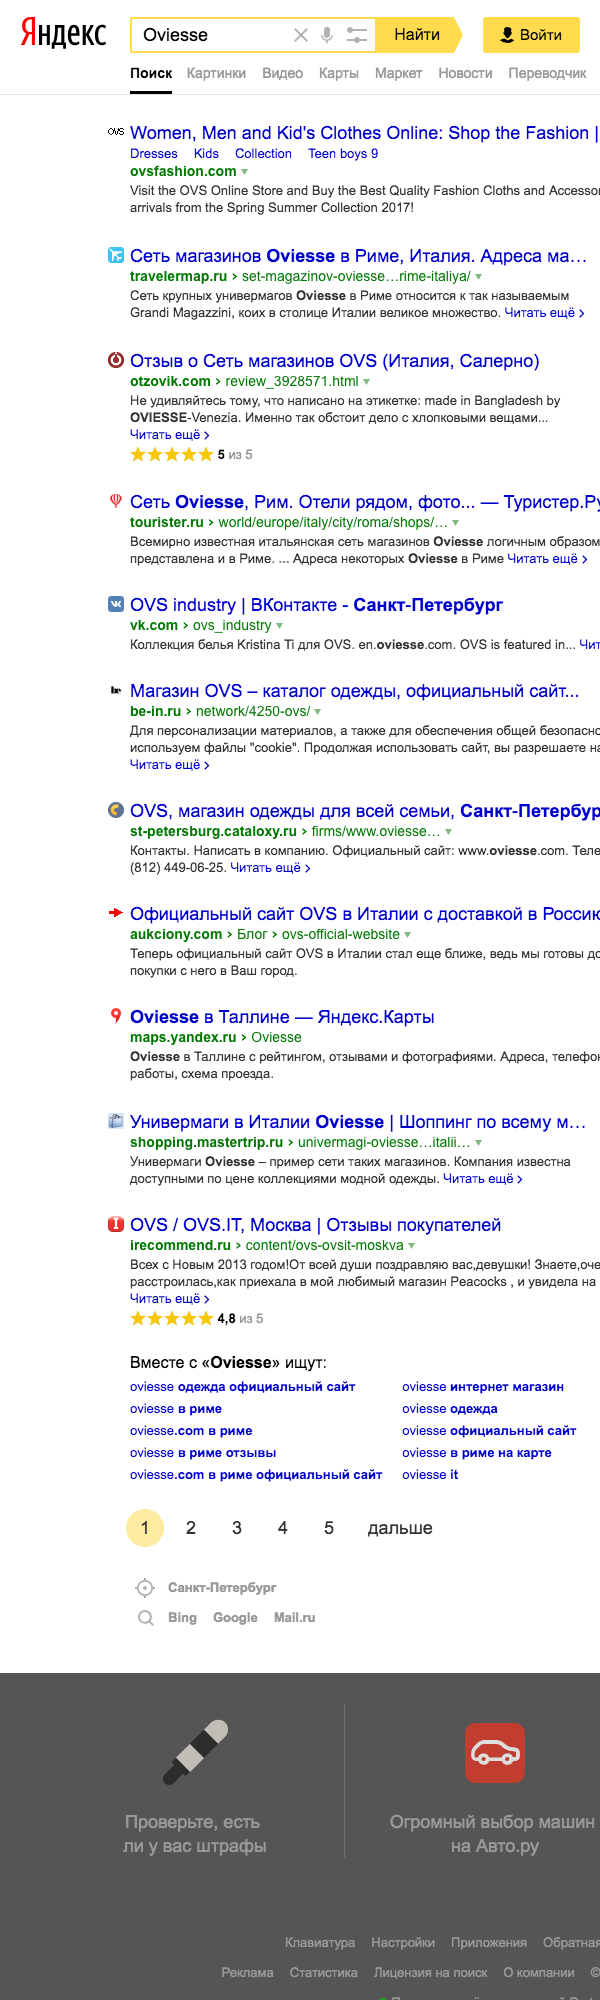 Яндекс
Oviesse
Найти
Войти
Поиск Картинки Видео Карты Маркет Новости Переводчик
OVS Women, Men and Kid's Clothes Online: Shop the Fashion |
Dresses Kids Collection Teen boys 9
ovsfashion.com
Visit the OVS Online Store and Buy the Best Quality Fashion Cloths and Accessor
arrivals from the Spring Summer Collection 2017!
Сеть магазинов Oviesse в Риме, Италия. Адреса ма...
travelermap.ru › set-magazinov-oviesse...rime-italiya/
Сеть крупных универмагов Oviesse в Риме относится к так называемым
Grandi Magazzini, коих в столице Италии великое множество. Читать ещё ›
Отзыв о Сеть магазинов OVS (Италия, Салерно)
otzovik.com › review_3928571.html
Не удивляйтесь тому, что написано на этикетке: made in Bangladesh by
OVIESSE-Venezia. Именно так обстоит дело с хлопковыми вещами...
Читать ещё ›
5 из 5
Сеть Oviesse, Рим. Отели рядом, фото... — Туристер.Ру
tourister.ru › world/europe/italy/city/roma/shops/...
Всемирно известная итальянская сеть магазинов Oviesse логичным образом
представлена и в Риме. ... Адреса некоторых Oviesse в Риме Читать ещё ›
OVS industry | ВКонтакте - Санкт-Петербург
vk.com › ovs_industry
Коллекция белья Kristina Ti для OVS. en.oviesse.com. OVS is featured in... Чит
be Магазин OVS – каталог одежды, официальный сайт...
be-in.ru › network/4250-ovs/
Для персонализации материалов, а также для обеспечения общей безопасно
используем файлы "cookie". Продолжая использовать сайт, вы разрешаете на
Читать ещё ›
OVS, магазин одежды для всей семьи, Санкт-Петербур
st-petersburg.cataloxy.ru › firms/www.oviesse...
Контакты. Написать в компанию. Официальный сайт: www.oviesse.com. Теле
(812) 449-06-25. Читать ещё ›
Официальный сайт OVS в Италии с доставкой в Россию
aukciony.com › Блог › ovs-official-website
Теперь официальный сайт OVS в Италии стал еще ближе, ведь мы готовы до
покупки с него в Ваш город.
Oviesse в Таллине — Яндекс.Карты
maps.yandex.ru › Oviesse
Oviesse в Таллине с рейтингом, отзывами и фотографиями. Адреса, телефон
работы, схема проезда.
Универмаги в Италии Oviesse | Шоппинг по всему м...
shopping.mastertrip.ru › univermagi-oviesse...italii...
Универмаги Oviesse – пример сети таких магазинов. Компания известна
доступными по цене коллекциями модной одежды. Читать ещё ›
OVS / OVS.IT, Москва | Отзывы покупателей
irecommend.ru › content/ovs-ovsit-moskva
Всех с Новым 2013 годом!От всей души поздравляю вас,девушки! Знаете,оче
расстроилась,как приехала в мой любимый магазин Peacocks , и увидела на
Читать ещё ›
4,8 из 5
Вместе с «Oviesse» ищут:
oviesse одежда официальный сайт oviesse интернет магазин
oviesse в риме oviesse одежда
oviesse.com в риме oviesse официальный сайт
oviesse в риме отзывы oviesse в риме на карте
oviesse.com в риме официальный сайт oviesse it
1 2 3 4 5 дальше
Санкт-Петербург
Bing Google Mail.ru
Проверьте, есть
ли у вас штрафы
Огромный выбор машин
на Авто.ру
Клавиатура Настройки Приложения Обратная
Реклама Статистика Лицензия на поиск О компании ©